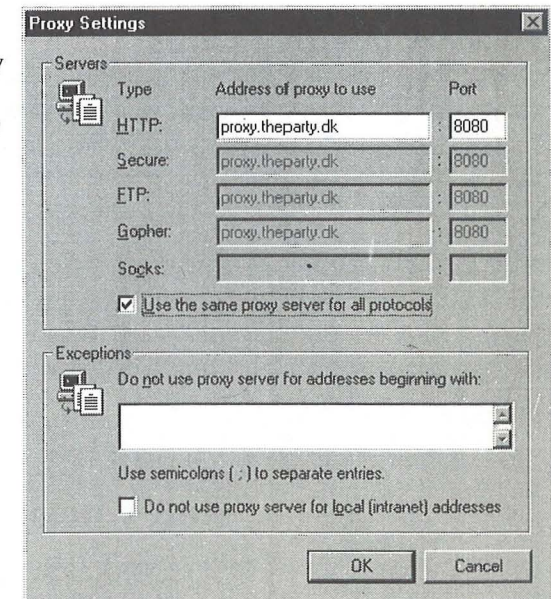 Proxy Settings
Servers
Type Address of proxy to use Port
HTTP: proxy.theparty.dk : 8080
Secure: proxy.theparty.dk : 8080
FTP: proxy.theparty.dk : 8080
Gopher: proxy.theparty.dk : 8080
Socks: :
Use the same proxy server for all protocols
Exceptions
Do not use proxy server for addresses beginning with:
Use semicolons ( ; ) to separate entries.
Do not use proxy server for local (intranet) addresses
OK Cancel